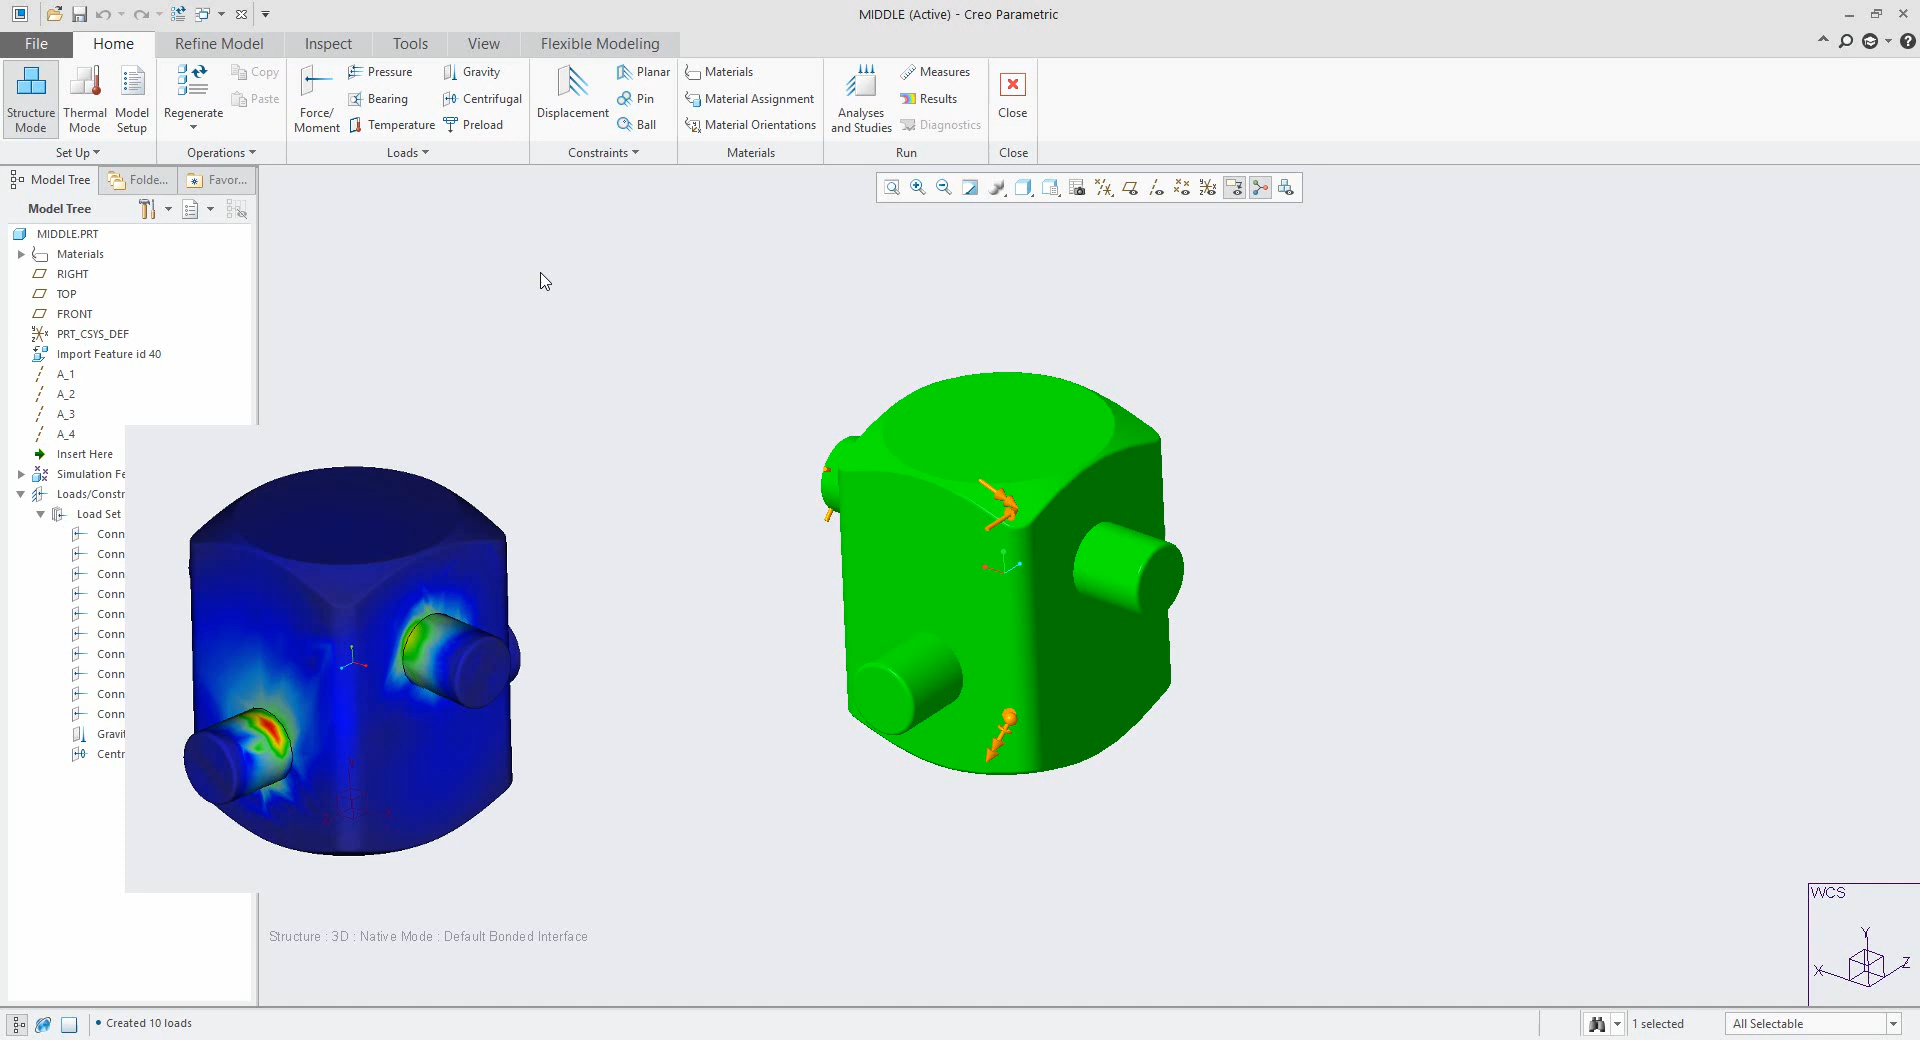 MIDDLE (Active) - Creo Parametric
File Home Refine Model Inspect Tools View Flexible Modeling
Structure Mode
Thermal Mode
Model Setup
Set Up
Regenerate
Copy
Paste
Operations
Force/ Moment
Pressure
Bearing
Temperature
Gravity
Centrifugal
Preload
Loads
Displacement
Planar
Pin
Ball
Constraints
Materials
Material Assignment
Material Orientations
Materials
Analyses and Studies
Measures
Results
Diagnostics
Run
Close
Close
Model Tree Folde... Favor...
Model Tree
MIDDLE.PRT
Materials
RIGHT
TOP
FRONT
PRT_CSYS_DEF
Import Feature id 40
A_1
A_2
A_3
A_4
Insert Here
Simulation Fe
Loads/Constr
Load Set
Conn
Conn
Conn
Conn
Conn
Conn
Conn
Conn
Conn
Conn
Gravit
Centr
Structure : 3D : Native Mode : Default Bonded Interface
WCS
Y
X
Z
Created 10 loads
1 selected
All Selectable